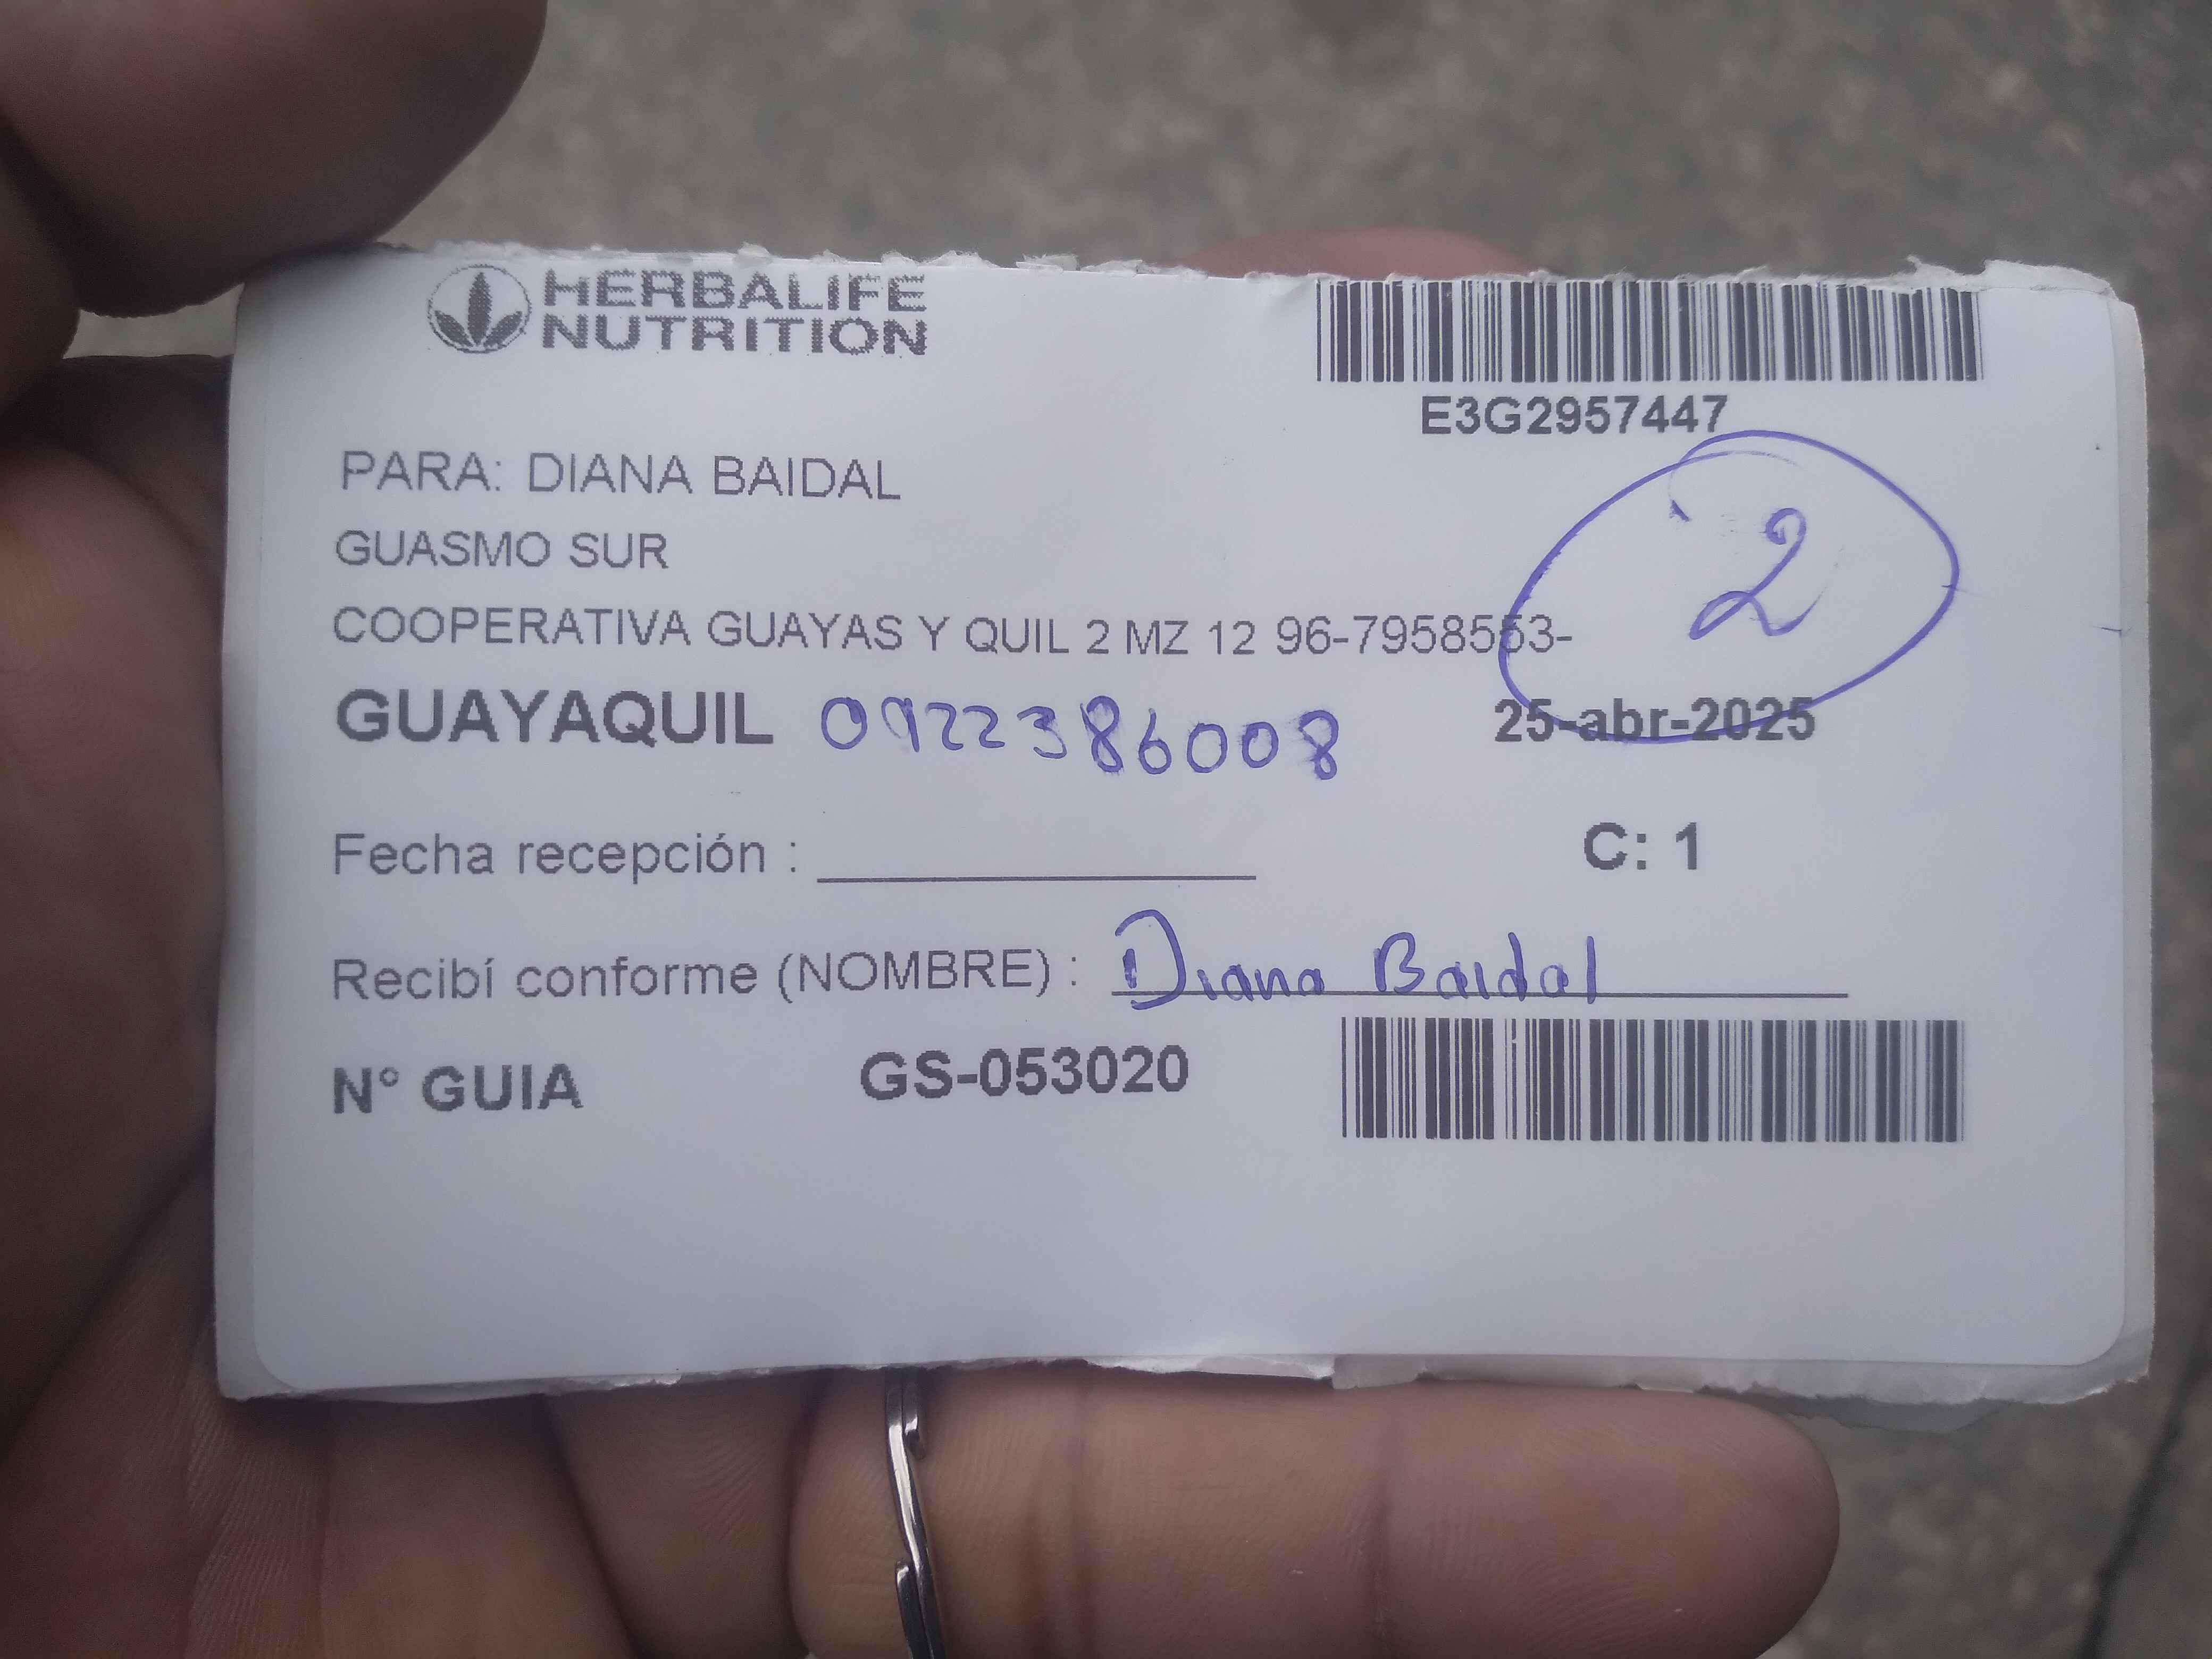 HERBALIFE
NUTRITION
E3G2957447
PARA: DIANA BAIDAL
GUASMO SUR
2
COOPERATIVA GUAYAS Y QUIL 2 MZ 12 96-7958553-
GUAYAQUIL 0922386008 25-abr-2025
Fecha recepción : C: 1
Recibí conforme (NOMBRE) : Diana Baidal
N° GUIA GS-053020